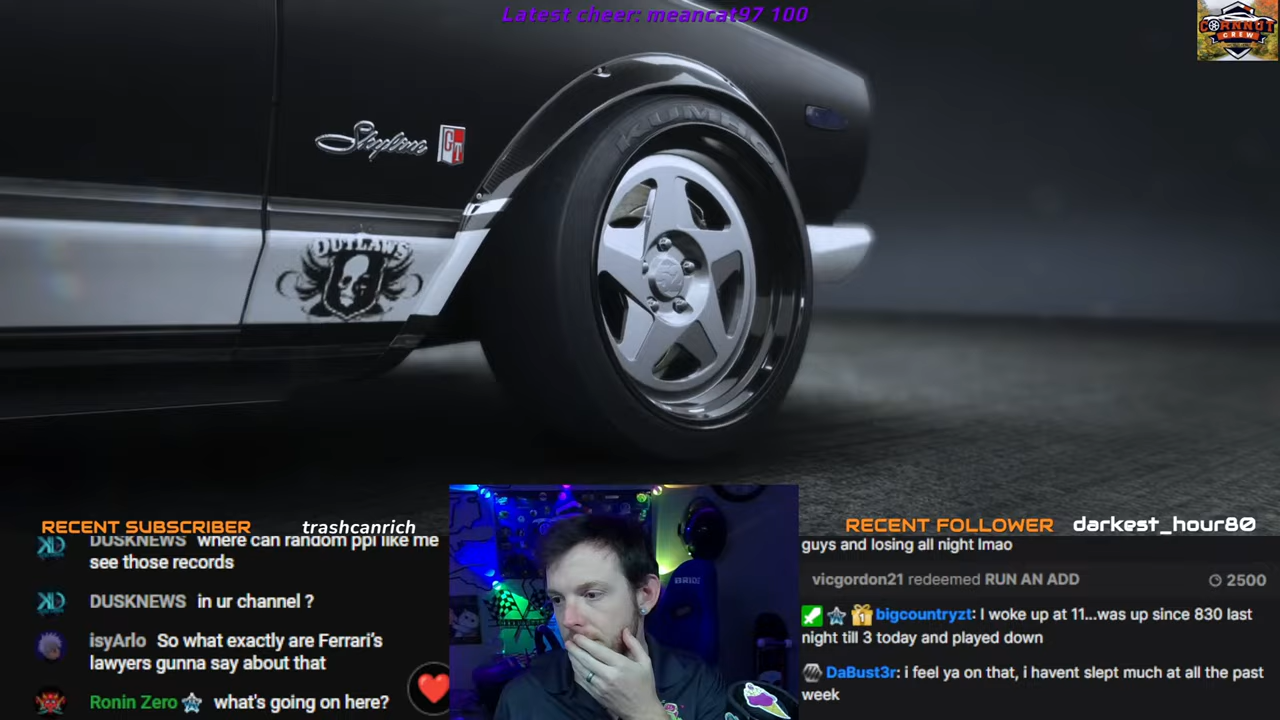 Latest cheer: meancat97 100
CORNNUT
CREW
KUMHO
Skyline GT
OUTLAWS
RECENT SUBSCRIBER trashcanrich
DUSKNEWS where can random ppl like me
see those records
DUSKNEWS in ur channel ?
isyArlo So what exactly are Ferrari's
lawyers gunna say about that
Ronin Zero what's going on here?
RECENT FOLLOWER darkest_hour80
guys and losing all night lmao
vicgordon21 redeemed RUN AN ADD 2500
1 bigcountryzt: I woke up at 11...was up since 830 last
night till 3 today and played down
DaBust3r: i feel ya on that, i havent slept much at all the past
week